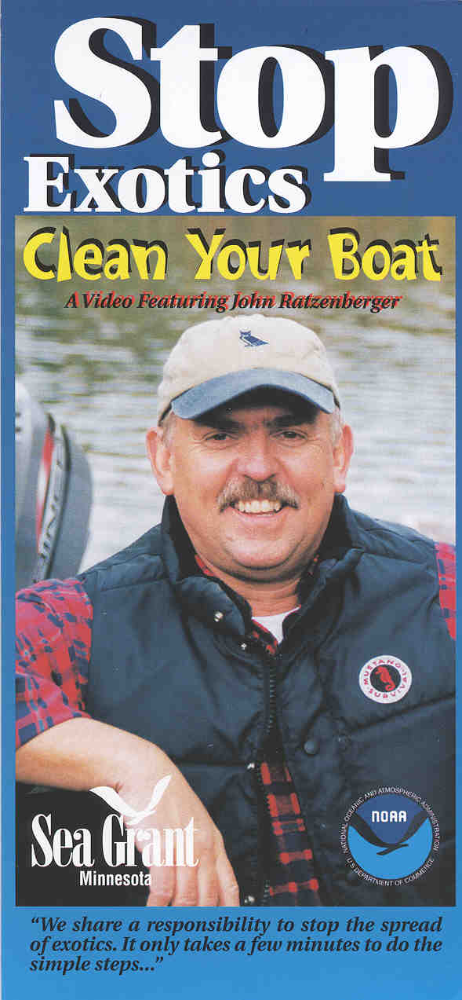 Stop
Exotics
Clean Your Boat
A Video Featuring John Ratzenberger
MUSTANG SURVIVAL
Sea Grant
Minnesota
NATIONAL OCEANIC AND ATMOSPHERIC ADMINISTRATION
NOAA
U.S. DEPARTMENT OF COMMERCE
“We share a responsibility to stop the spread
of exotics. It only takes a few minutes to do the
simple steps...”